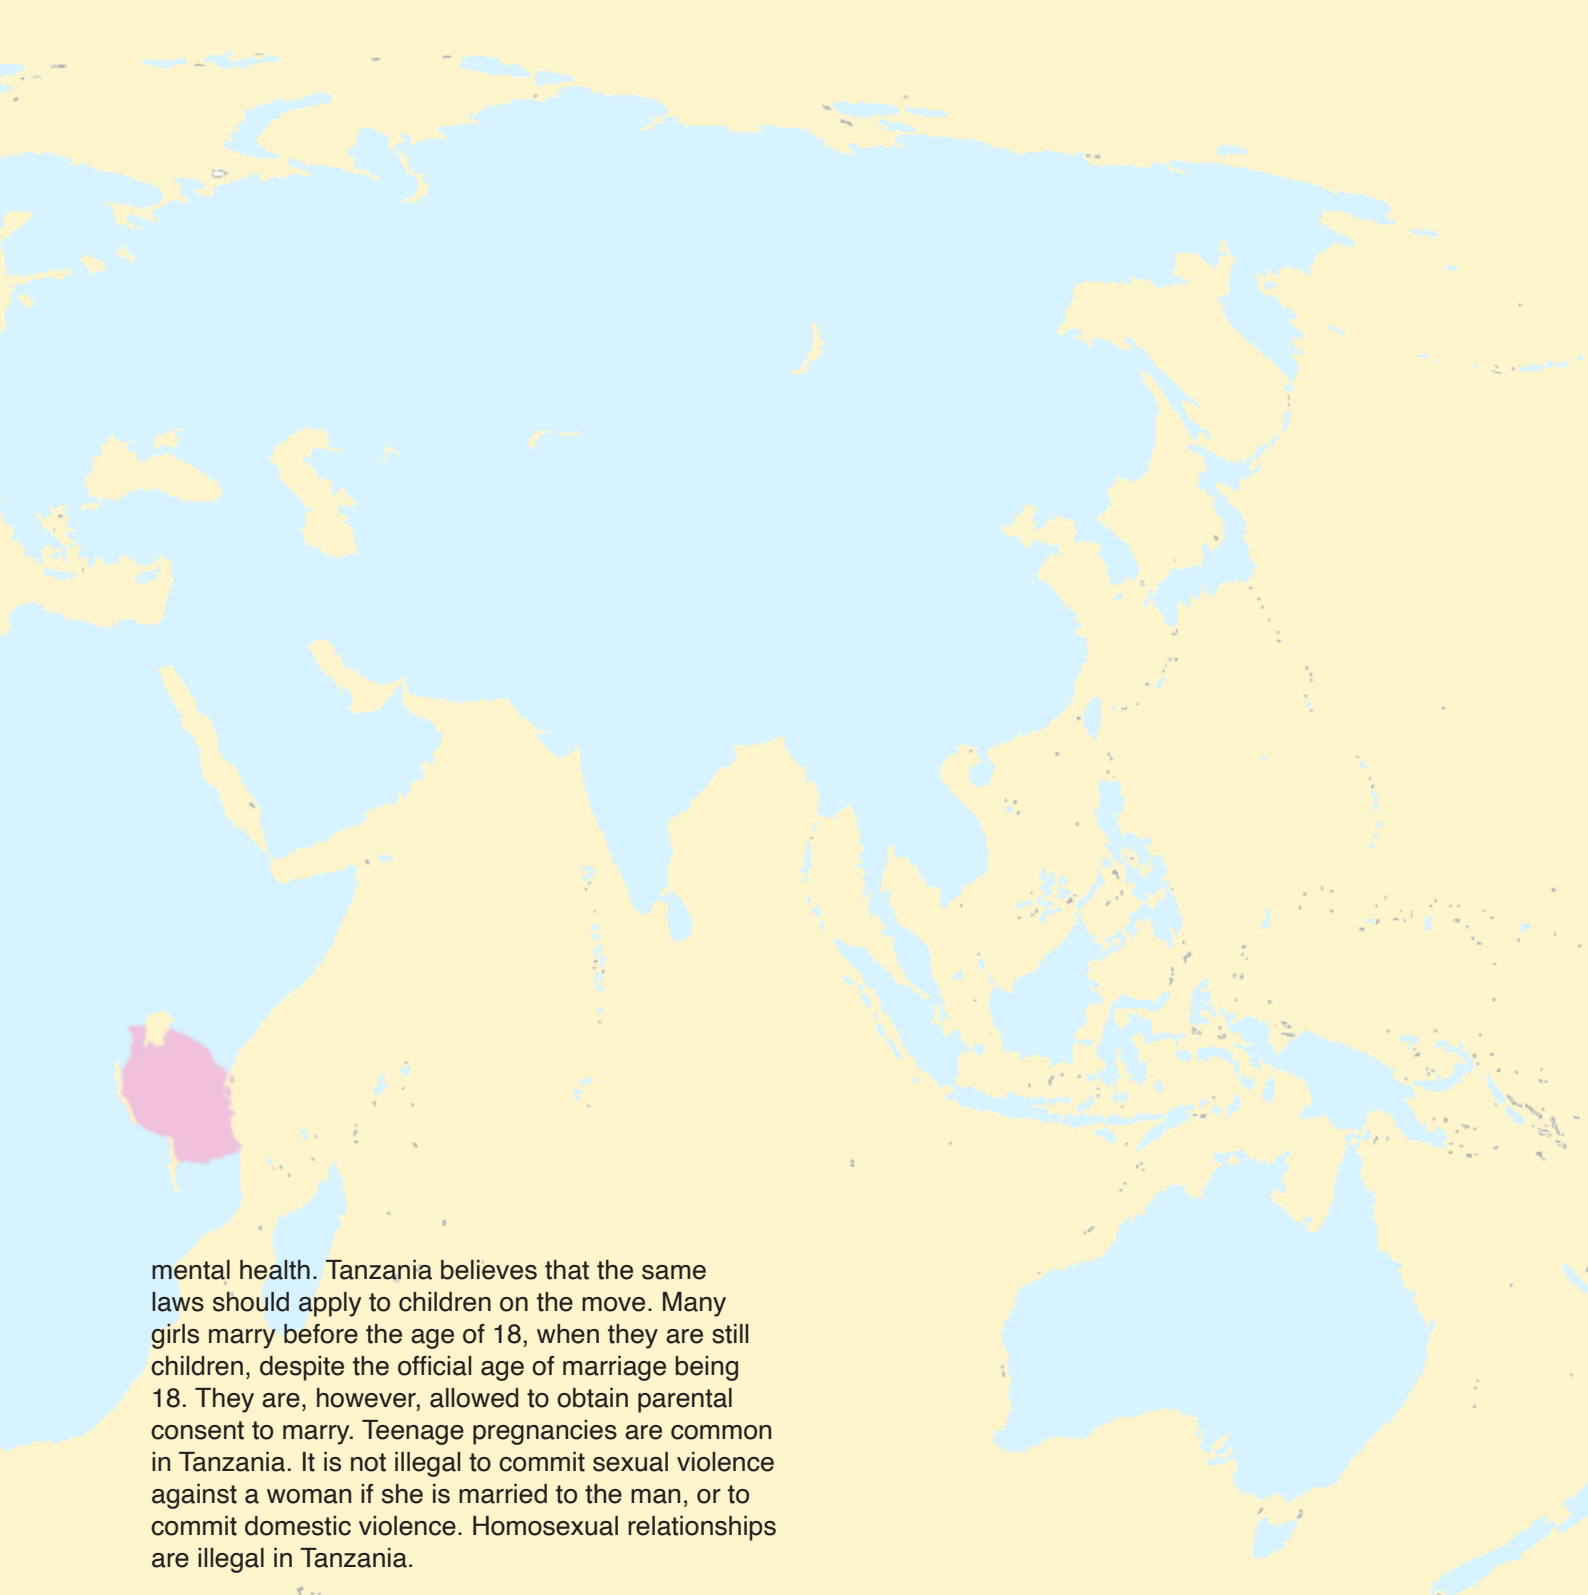 mental health. Tanzania believes that the same
laws should apply to children on the move. Many
girls marry before the age of 18, when they are still
children, despite the official age of marriage being
18. They are, however, allowed to obtain parental
consent to marry. Teenage pregnancies are common
in Tanzania. It is not illegal to commit sexual violence
against a woman if she is married to the man, or to
commit domestic violence. Homosexual relationships
are illegal in Tanzania.